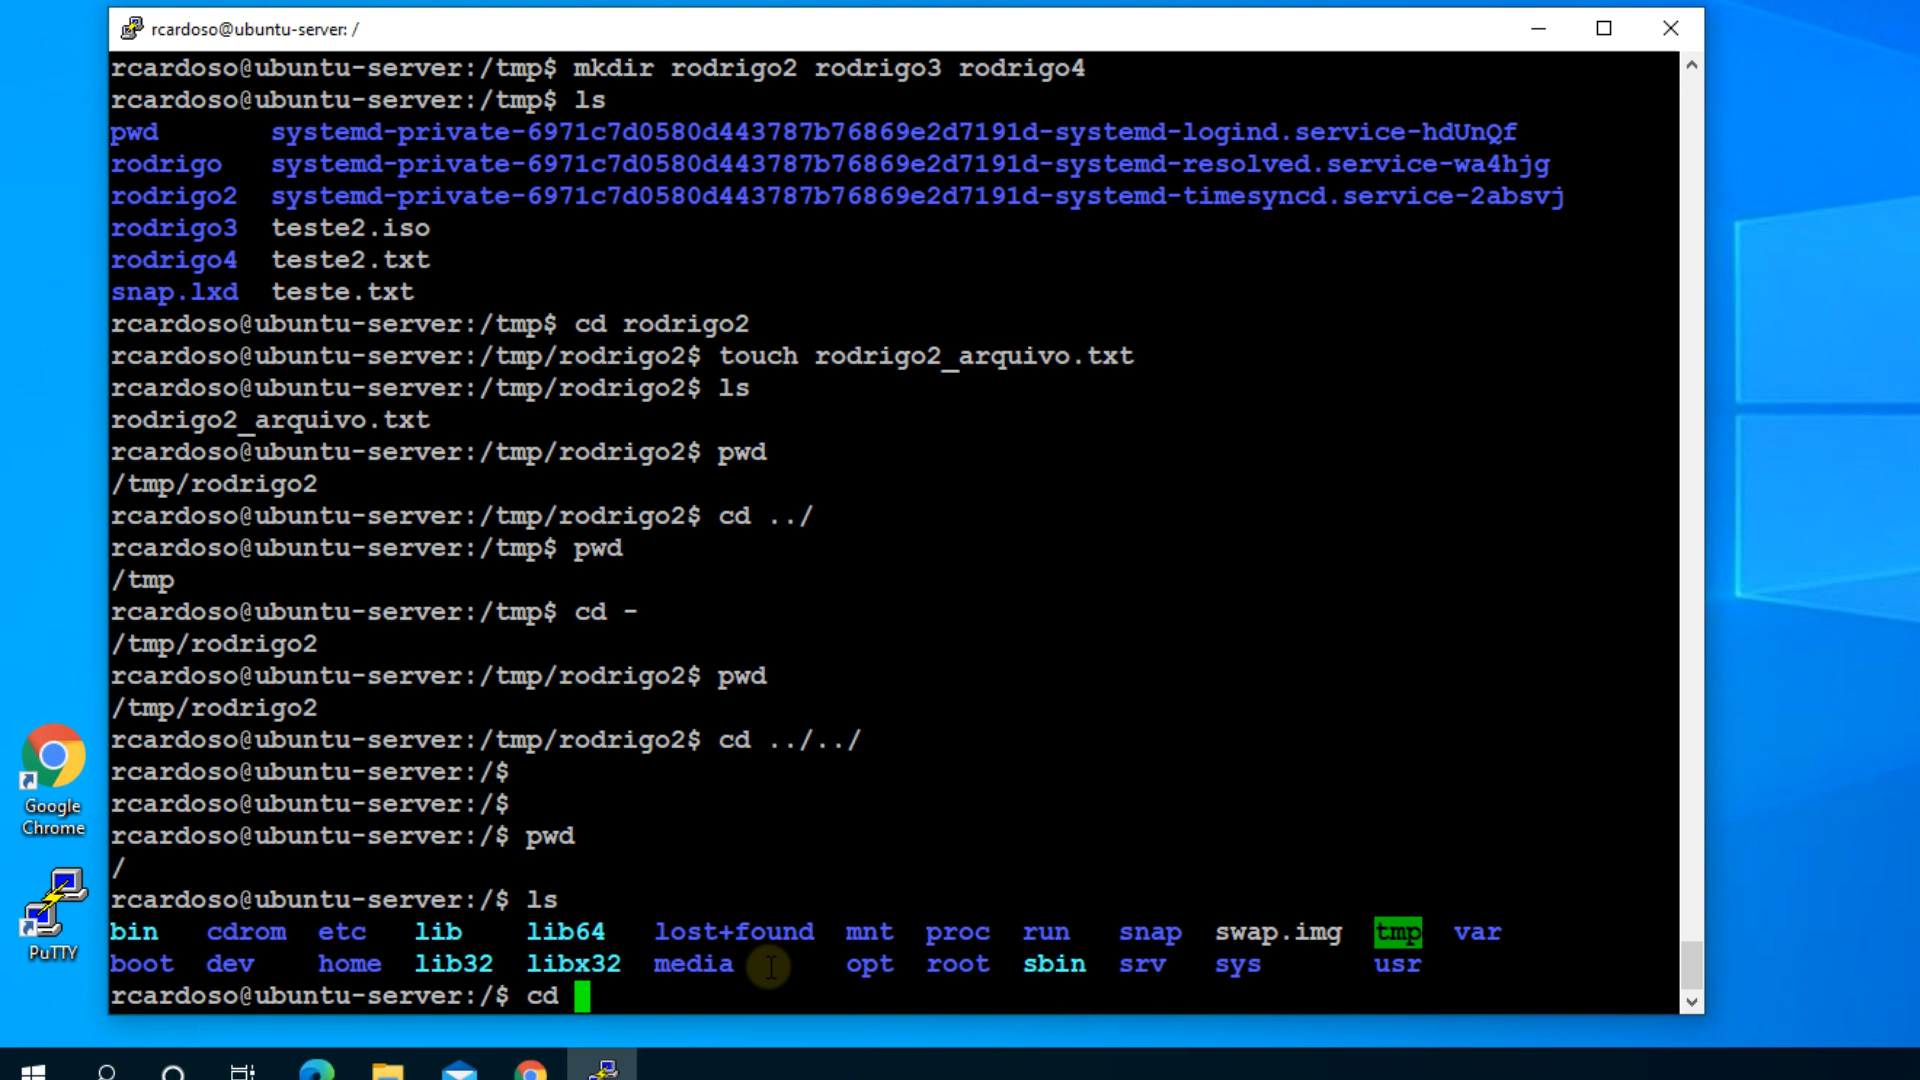 rcardoso@ubuntu-server: /
rcardoso@ubuntu-server:/tmp$ mkdir rodrigo2 rodrigo3 rodrigo4
rcardoso@ubuntu-server:/tmp$ ls
pwd systemd-private-6971c7d0580d443787b76869e2d7191d-systemd-logind.service-hdUnQf
rodrigo systemd-private-6971c7d0580d443787b76869e2d7191d-systemd-resolved.service-wa4hjg
rodrigo2 systemd-private-6971c7d0580d443787b76869e2d7191d-systemd-timesyncd.service-2absvj
rodrigo3 teste2.iso
rodrigo4 teste2.txt
snap.lxd teste.txt
rcardoso@ubuntu-server:/tmp$ cd rodrigo2
rcardoso@ubuntu-server:/tmp/rodrigo2$ touch rodrigo2_arquivo.txt
rcardoso@ubuntu-server:/tmp/rodrigo2$ ls
rodrigo2_arquivo.txt
rcardoso@ubuntu-server:/tmp/rodrigo2$ pwd
/tmp/rodrigo2
rcardoso@ubuntu-server:/tmp/rodrigo2$ cd ../
rcardoso@ubuntu-server:/tmp$ pwd
/tmp
rcardoso@ubuntu-server:/tmp$ cd -
/tmp/rodrigo2
rcardoso@ubuntu-server:/tmp/rodrigo2$ pwd
/tmp/rodrigo2
rcardoso@ubuntu-server:/tmp/rodrigo2$ cd ../../
rcardoso@ubuntu-server:/$
rcardoso@ubuntu-server:/$
rcardoso@ubuntu-server:/$ pwd
/
rcardoso@ubuntu-server:/$ ls
bin cdrom etc lib lib64 lost+found mnt proc run snap swap.img tmp var
boot dev home lib32 libx32 media opt root sbin srv sys usr
rcardoso@ubuntu-server:/$ cd
Google
Chrome
PuTTY